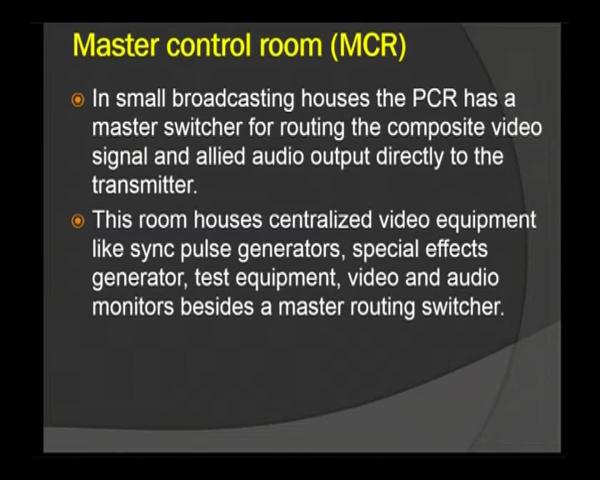 Master control room (MCR)
In small broadcasting houses the PCR has a
master switcher for routing the composite video
signal and allied audio output directly to the
transmitter.
This room houses centralized video equipment
like sync pulse generators, special effects
generator, test equipment, video and audio
monitors besides a master routing switcher.